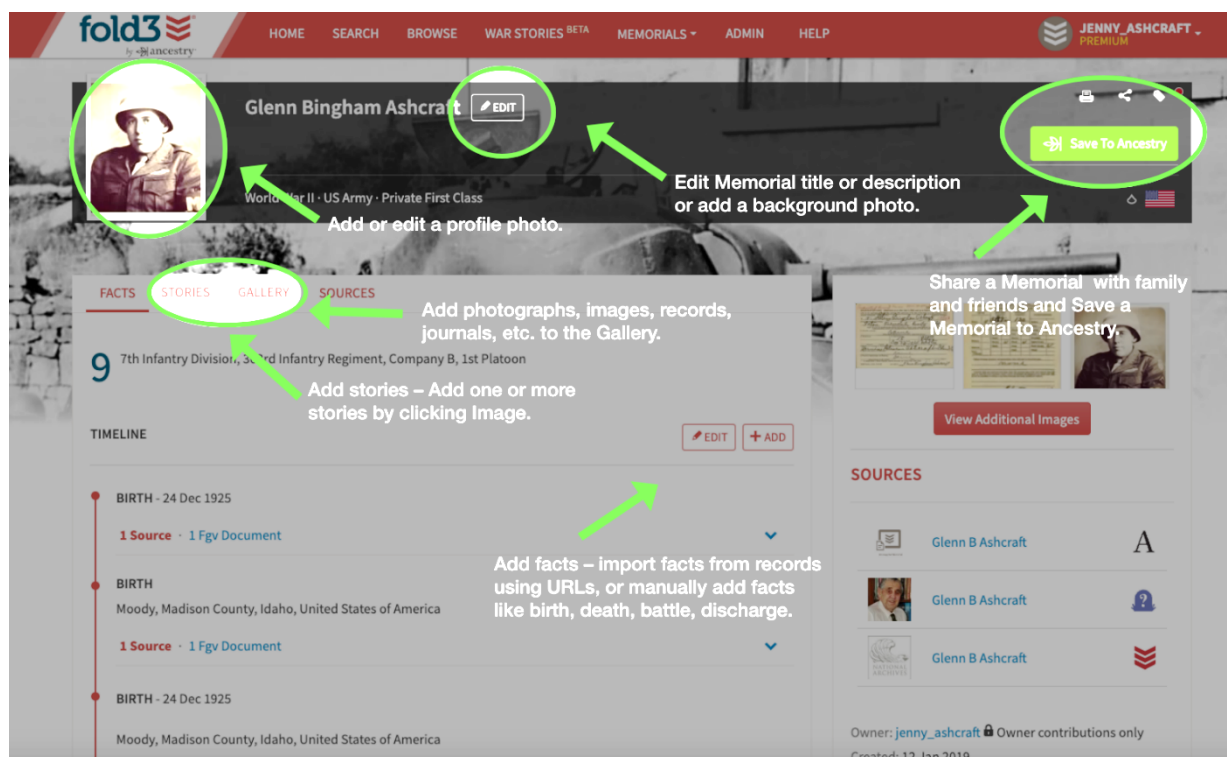 fold3
by ancestry
HOME SEARCH BROWSE WAR STORIES BETA MEMORIALS ADMIN HELP
JENNY_ASHCRAFT
PREMIUM
Glenn Bingham Ashcraft
EDIT
Save To Ancestry
World War II · US Army · Private First Class
Add or edit a profile photo.
Edit Memorial title or description
or add a background photo.
Share a Memorial with family
and friends and Save a
Memorial to Ancestry.
FACTS STORIES GALLERY SOURCES
Add photographs, images, records,
journals, etc. to the Gallery.
9 7th Infantry Division, Infantry Regiment, Company B, 1st Platoon
Add stories – Add one or more
stories by clicking Image.
View Additional Images
TIMELINE
EDIT + ADD
BIRTH - 24 Dec 1925
1 Source · 1 Fgv Document
Add facts – import facts from records
using URLs, or manually add facts
like birth, death, battle, discharge.
BIRTH
Moody, Madison County, Idaho, United States of America
1 Source · 1 Fgv Document
BIRTH - 24 Dec 1925
Moody, Madison County, Idaho, United States of America
SOURCES
Glenn B Ashcraft
A
Glenn B Ashcraft
?
NATIONAL
ARCHIVES
Glenn B Ashcraft
Owner: jenny_ashcraft Owner contributions only
Created: 12 Jan 2019